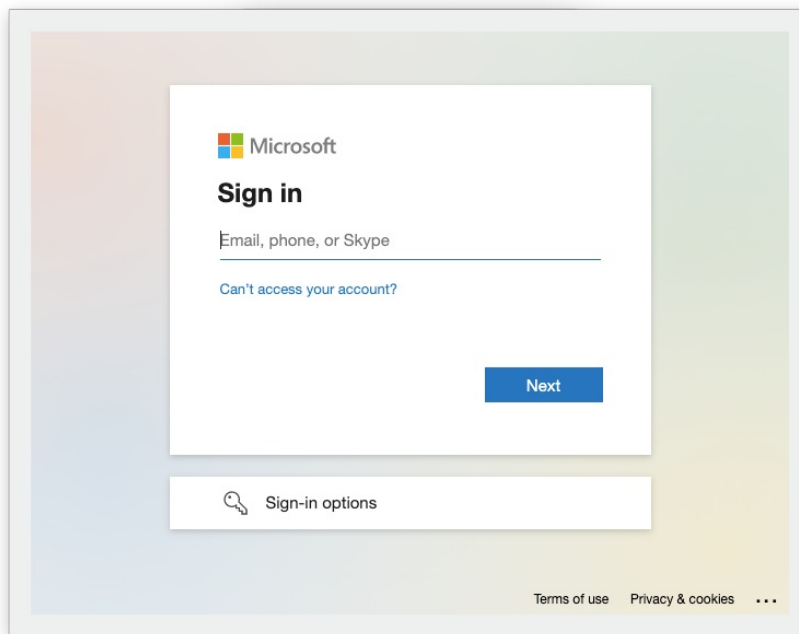 Microsoft
Sign in
Email, phone, or Skype
Can't access your account?
Next
Sign-in options
Terms of use Privacy & cookies ...